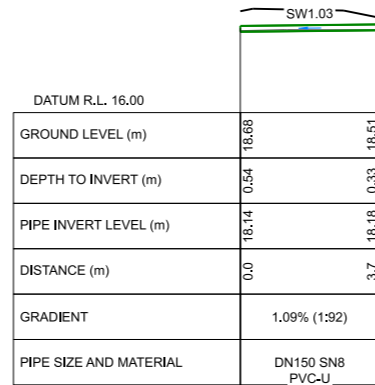 SW1.03
DATUM R.L. 16.00
GROUND LEVEL (m) 18.68 18.51
DEPTH TO INVERT (m) 0.54 0.33
PIPE INVERT LEVEL (m) 18.14 18.18
DISTANCE (m) 0.0 3.7
GRADIENT 1.09% (1:92)
PIPE SIZE AND MATERIAL DN150 SN8
PVC-U